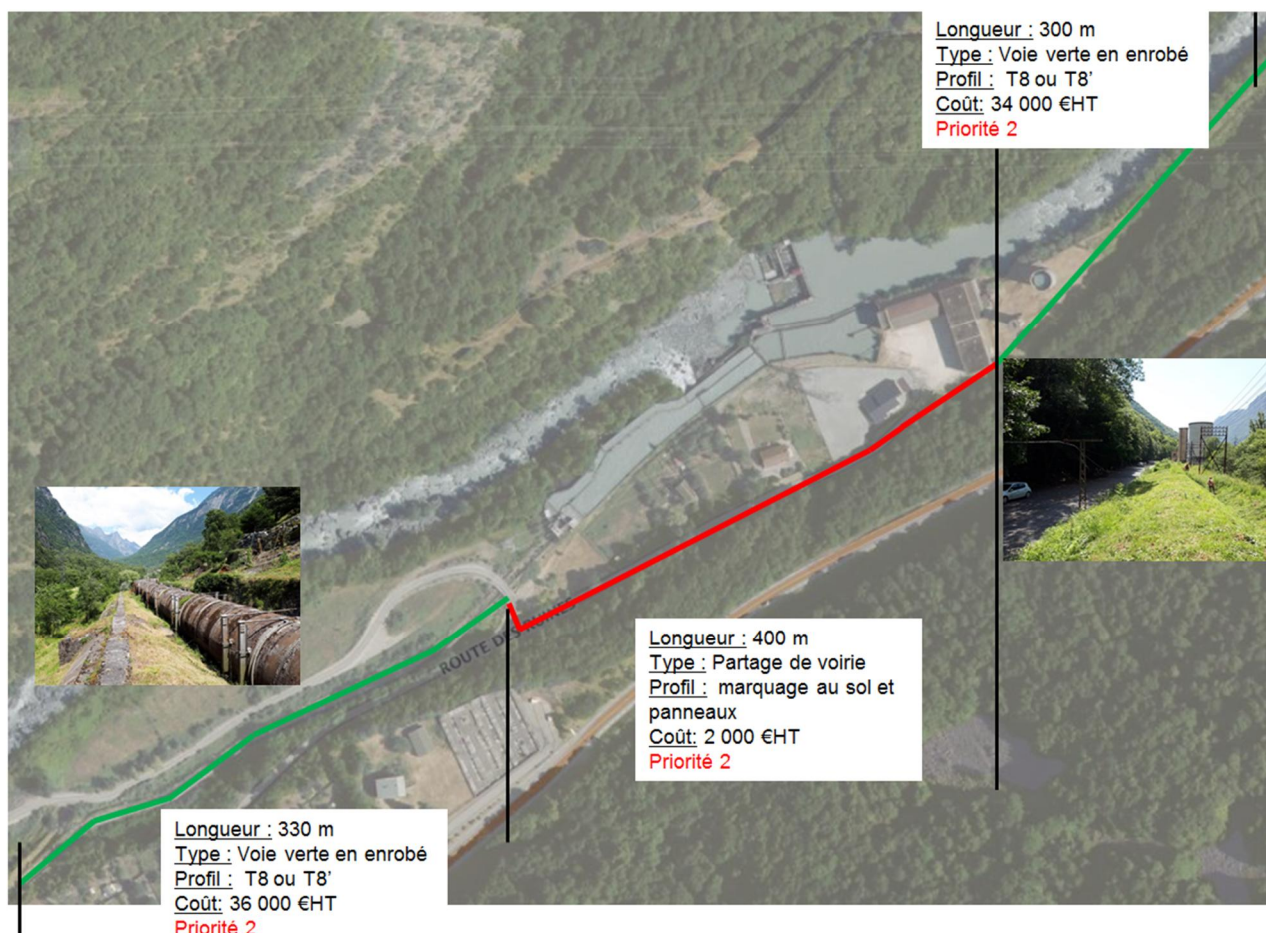 Longueur : 300 m
Type : Voie verte en enrobé
Profil : T8 ou T8’
Coût: 34 000 €HT
Priorité 2
ROUTE DES RUINES
Longueur : 400 m
Type : Partage de voirie
Profil : marquage au sol et
panneaux
Coût: 2 000 €HT
Priorité 2
Longueur : 330 m
Type : Voie verte en enrobé
Profil : T8 ou T8’
Coût: 36 000 €HT
Priorité 2